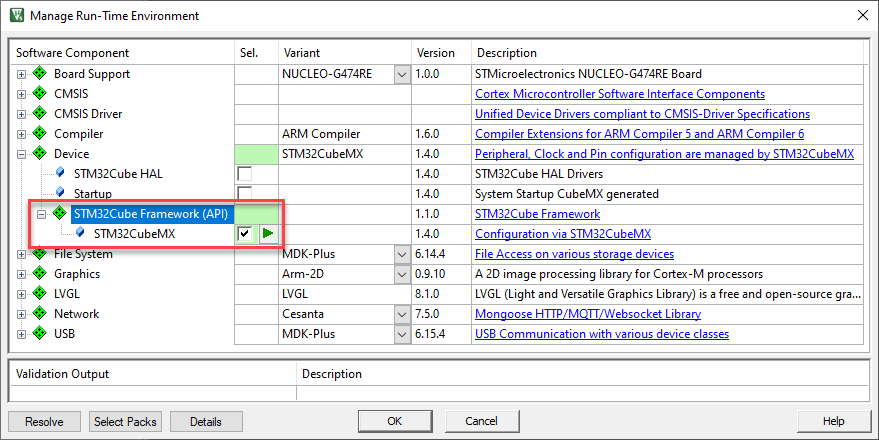 Manage Run-Time Environment
Software Component Sel. Variant Version Description
Board Support NUCLEO-G474RE 1.0.0 STMicroelectronics NUCLEO-G474RE Board
CMSIS Cortex Microcontroller Software Interface Components
CMSIS Driver Unified Device Drivers compliant to CMSIS-Driver Specifications
Compiler ARM Compiler 1.6.0 Compiler Extensions for ARM Compiler 5 and ARM Compiler 6
Device STM32CubeMX 1.4.0 Peripheral, Clock and Pin configuration are managed by STM32CubeMX
STM32Cube HAL 1.4.0 STM32Cube HAL Drivers
Startup 1.4.0 System Startup CubeMX generated
STM32Cube Framework (API) 1.1.0 STM32Cube Framework
STM32CubeMX 1.4.0 Configuration via STM32CubeMX
File System MDK-Plus 6.14.4 File Access on various storage devices
Graphics Arm-2D 0.9.10 A 2D image processing library for Cortex-M processors
LVGL LVGL 8.1.0 LVGL (Light and Versatile Graphics Library) is a free and open-source gra...
Network Cesanta 7.5.0 Mongoose HTTP/MQTT/Websocket Library
USB MDK-Plus 6.15.4 USB Communication with various device classes
Validation Output Description
Resolve Select Packs Details OK Cancel Help